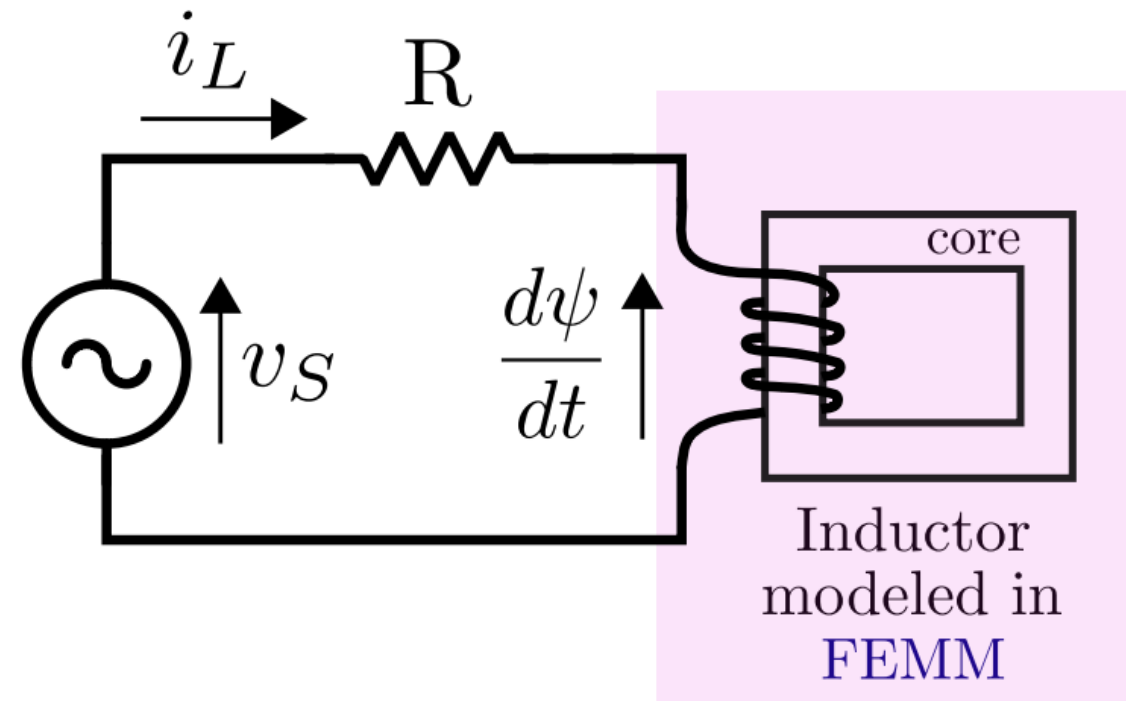 i_L
R
core
v_S
dψ
dt
Inductor
modeled in
FEMM